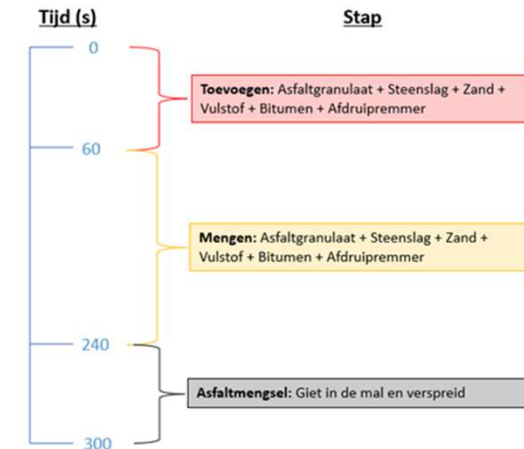 Tijd (s)
Stap
0
Toevoegen: Asfaltgranulaat + Steenslag + Zand +
Vulstof + Bitumen + Afdruipremmer
60
Mengen: Asfaltgranulaat + Steenslag + Zand +
Vulstof + Bitumen + Afdruipremmer
240
Asfaltmengsel: Giet in de mal en verspreid
300